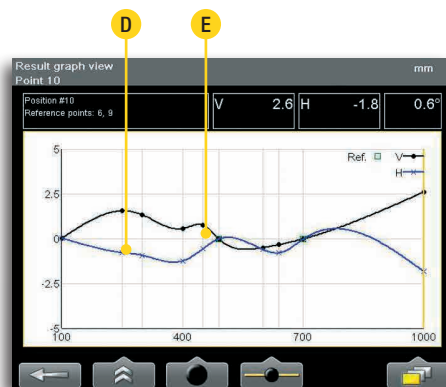 D E
Result graph view mm
Point 10
Position #10
Reference points: 6, 9
V 2.6 H -1.8 0.6°
5
Ref. V
H
2.5
0
-2.5
-5
100 400 700 1000